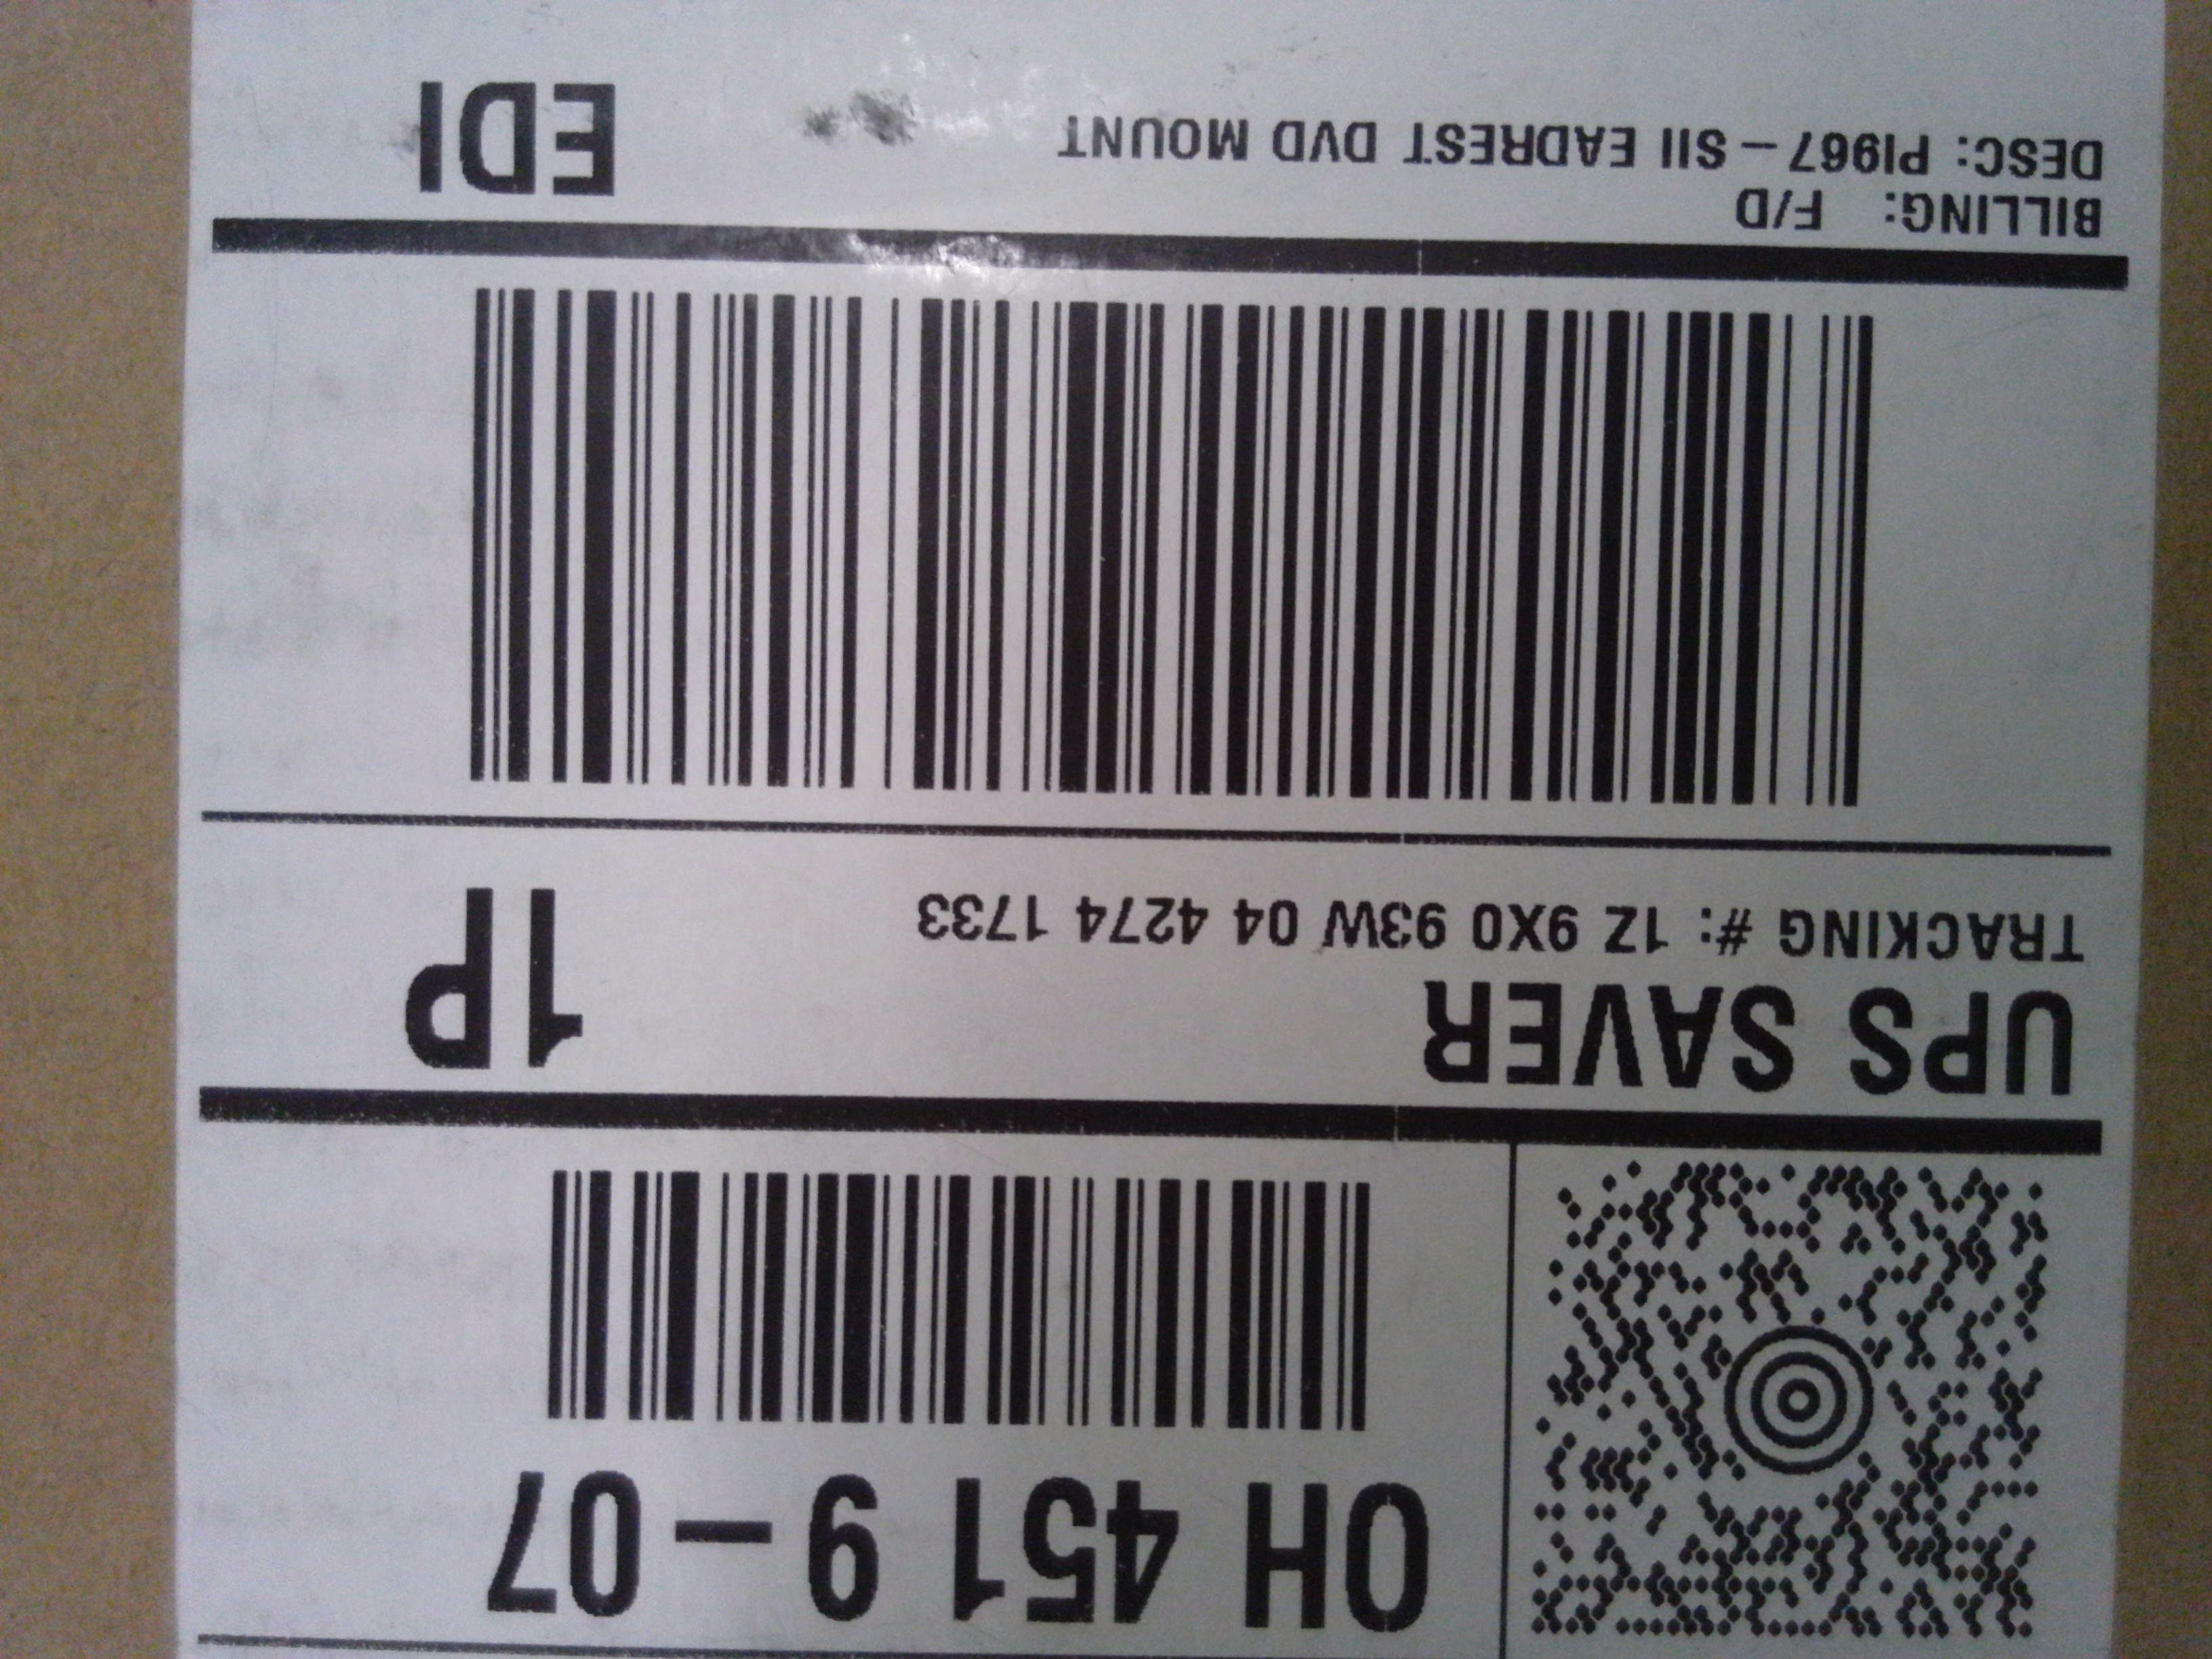 OH 451 9-07
UPS SAVER
1P
TRACKING #: 1Z 9X0 93W 04 4274 1733
BILLING: F/D
DESC: PI967-SII EADREST DVD MOUNT
EDI